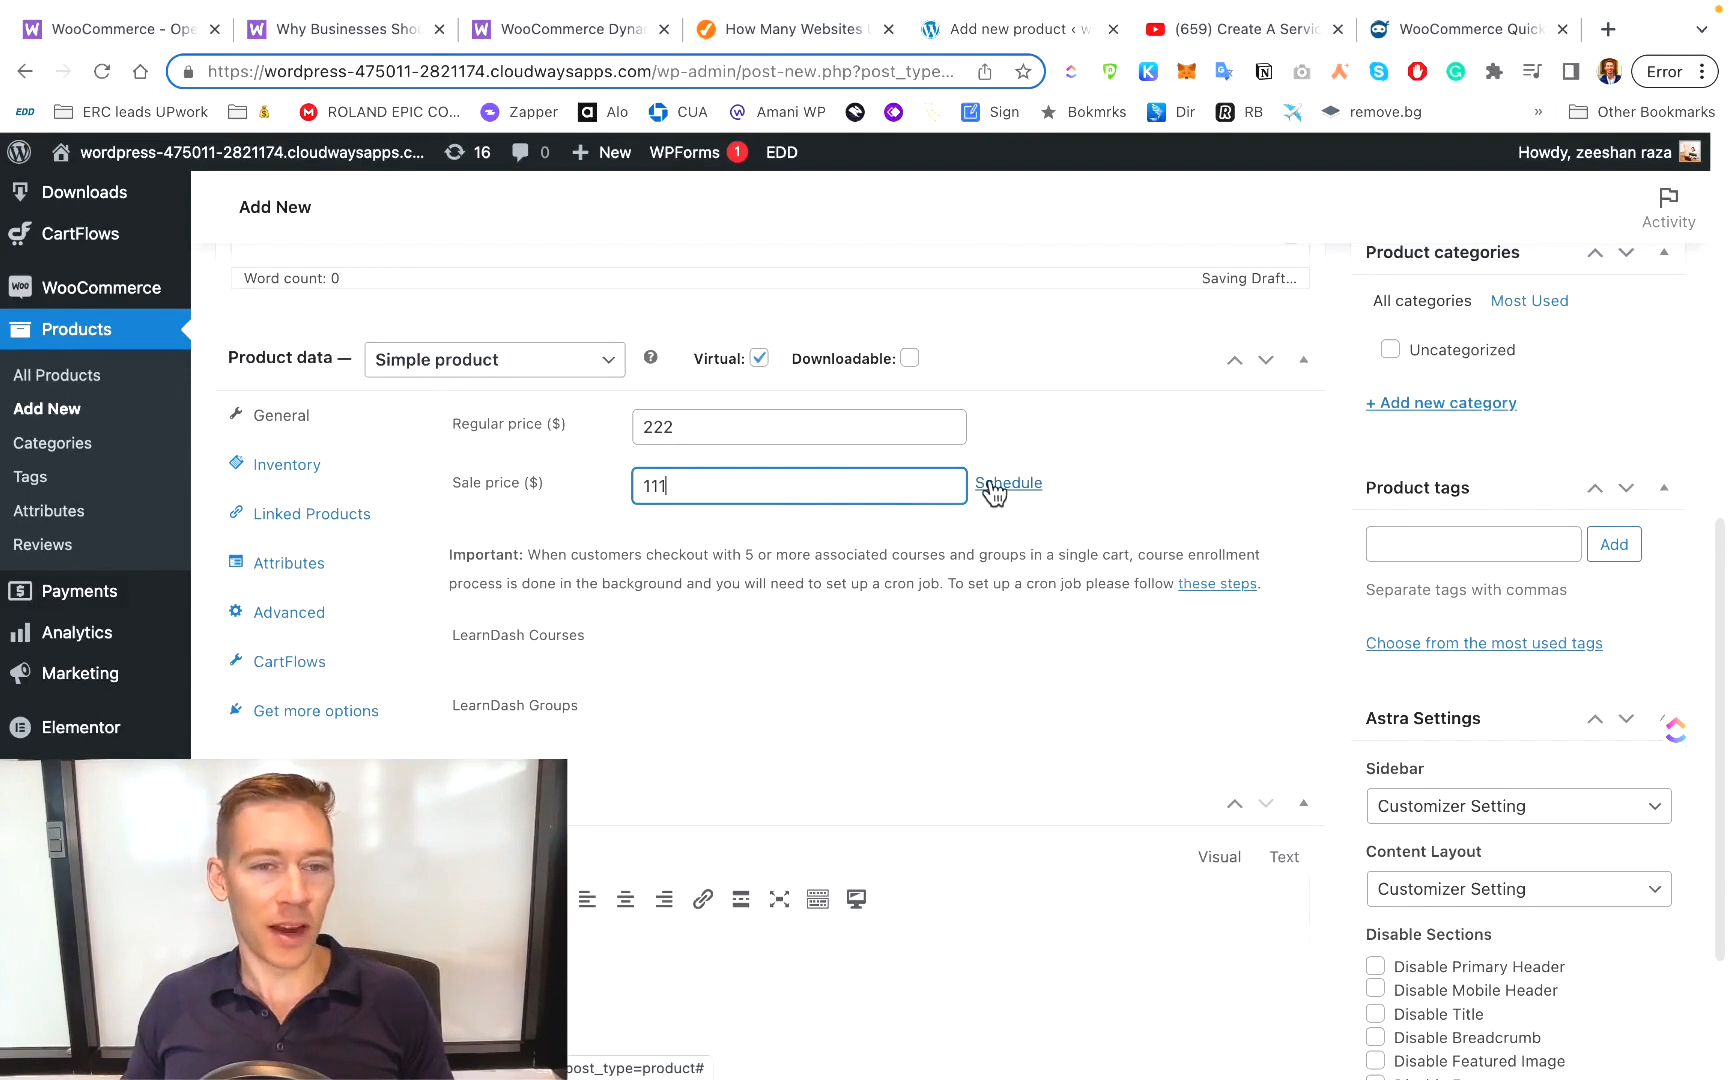 WooCommerce - Ope
Why Businesses Shou
WooCommerce Dyna
How Many Websites
Add new product ‹ w
(659) Create A Servic
WooCommerce Quick
https://wordpress-475011-2821174.cloudwaysapps.com/wp-admin/post-new.php?post_type...
Error
EDD
ERC leads UPwork
ROLAND EPIC CO...
Zapper
Alo
CUA
Amani WP
Sign
Bokmrks
Dir
RB
remove.bg
»
Other Bookmarks
wordpress-475011-2821174.cloudwaysapps.c...
16
0
New
WPForms 1
EDD
Howdy, zeeshan raza
Downloads
CartFlows
WooCommerce
Products
All Products
Add New
Categories
Tags
Attributes
Reviews
Payments
Analytics
Marketing
Elementor
Add New
Activity
Word count: 0
Saving Draft...
Product data —
Simple product
Virtual:
Downloadable:
General
Inventory
Linked Products
Attributes
Advanced
CartFlows
Get more options
Regular price ($)
222
Sale price ($)
111
Schedule
Important: When customers checkout with 5 or more associated courses and groups in a single cart, course enrollment
process is done in the background and you will need to set up a cron job. To set up a cron job please follow these steps.
LearnDash Courses
LearnDash Groups
Visual
Text
post_type=product#
Product categories
All categories
Most Used
Uncategorized
+ Add new category
Product tags
Add
Separate tags with commas
Choose from the most used tags
Astra Settings
Sidebar
Customizer Setting
Content Layout
Customizer Setting
Disable Sections
Disable Primary Header
Disable Mobile Header
Disable Title
Disable Breadcrumb
Disable Featured Image